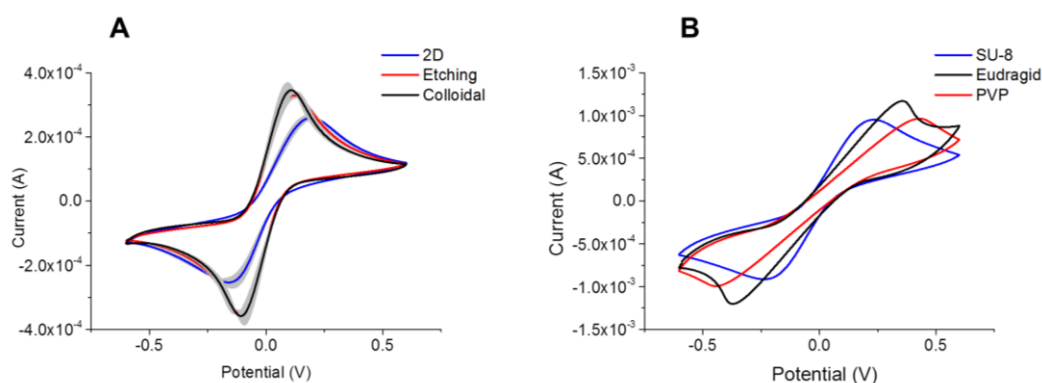 A
2D
Etching
Colloidal
4.0x10⁻⁴
2.0x10⁻⁴
0.0
-2.0x10⁻⁴
-4.0x10⁻⁴
Current (A)
-0.5
0.0
0.5
Potential (V)
B
SU-8
Eudragid
PVP
1.5x10⁻³
1.0x10⁻³
5.0x10⁻⁴
0.0
-5.0x10⁻⁴
-1.0x10⁻³
-1.5x10⁻³
Current (A)
-0.5
0.0
0.5
Potential (V)